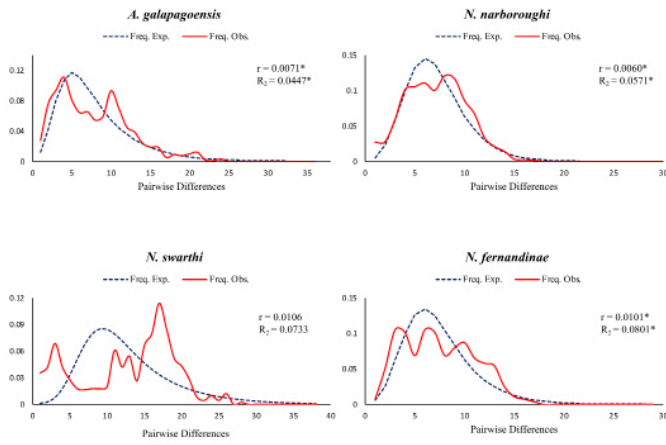 A. galapagoensis
Freq. Exp. Freq. Obs.
r = 0.0071*
R2 = 0.0447*
0.12
0.08
0.04
0
0 5 10 15 20 25 30 35 40
Pairwise Differences
N. narboroughi
Freq. Exp. Freq. Obs.
r = 0.0060*
R2 = 0.0571*
0.15
0.1
0.05
0
0 5 10 15 20 25 30
Pairwise Differences
N. swarthi
Freq. Exp. Freq. Obs.
r = 0.0106
R2 = 0.0733
0.12
0.09
0.06
0.03
0
0 5 10 15 20 25 30 35 40
Pairwise Differences
N. fernandinae
Freq. Exp. Freq. Obs.
r = 0.0101*
R2 = 0.0801*
0.15
0.1
0.05
0
0 5 10 15 20 25 30
Pairwise Differences